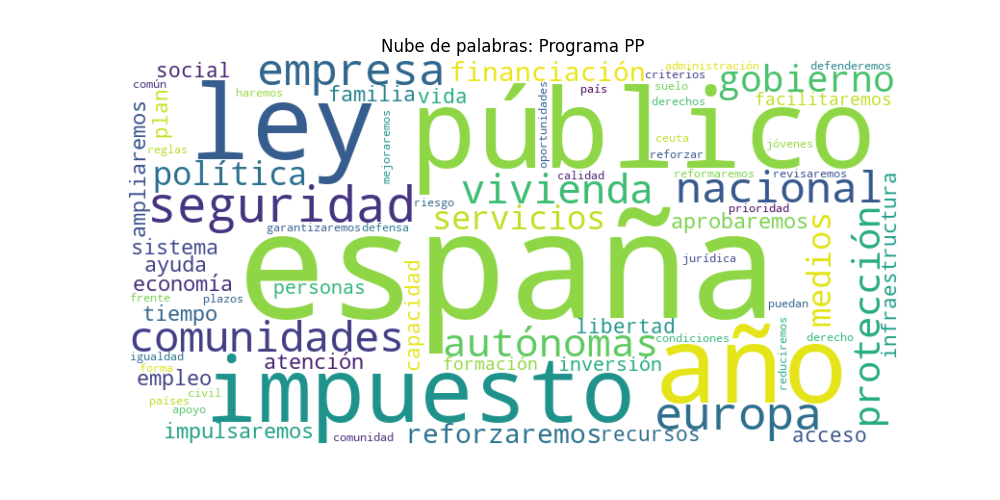 Nube de palabras: Programa PP
social
empresa
financiación
administración
defenderemos
común
haremos
familia
vida
oportunidades
país
criterios
suelo
gobierno
derechos
facilitaremos
plan
ley
público
reglas
ampliaremos
mejoraremos
ceuta
jóvenes
reforzar
política
calidad
reformaremos
revisaremos
vivienda
nacional
seguridad
riesgo
servicios
prioridad
aprobaremos
medios
protección
infraestructura
garantizaremos
defensa
sistema
españa
jurídica
ayuda
economía
personas
capacidad
frente
plazos
puedan
tiempo
libertad
comunidades
autónomas
condiciones
año
derecho
reduciremos
igualdad
atención
formación
inversión
forma
empleo
impuesto
países
civil
apoyo
europa
impulsaremos
comunidad
reforzaremos
recursos
acceso